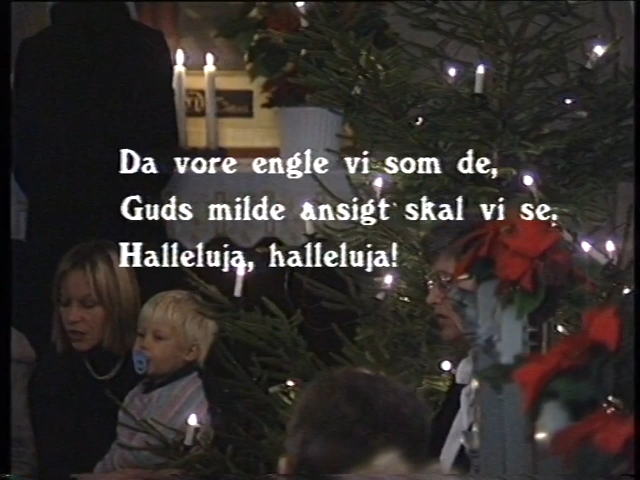 Da vore engle vi som de,
Guds milde ansigt skal vi se.
Halleluja, halleluja!